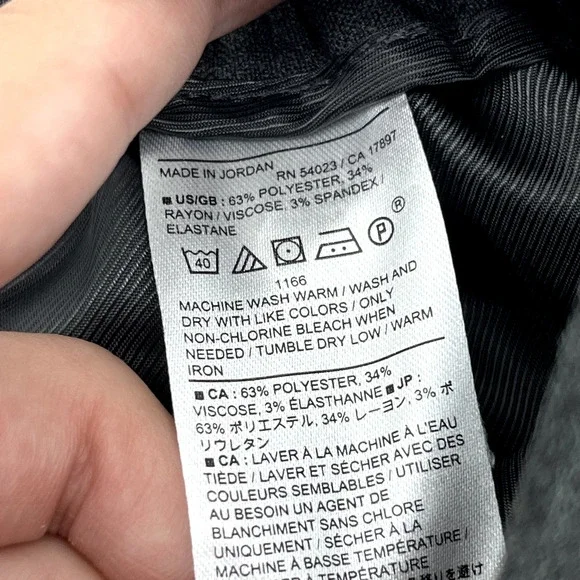 MADE IN JORDAN RN 54023 / CA 17897
■ US/GB : 63% POLYESTER, 34%
RAYON / VISCOSE, 3% SPANDEX /
ELASTANE
40 P ®
1166
MACHINE WASH WARM / WASH AND
DRY WITH LIKE COLORS / ONLY
NON-CHLORINE BLEACH WHEN
NEEDED / TUMBLE DRY LOW / WARM
IRON
■ CA : 63% POLYESTER, 34%
VISCOSE, 3% ÉLASTHANNE ■ JP :
63% ポリエステル, 34% レーヨン, 3% ポ
リウレタン
■ CA : LAVER À LA MACHINE À L'EAU
TIÈDE / LAVER ET SÉCHER AVEC DES
COULEURS SEMBLABLES / UTILISER
AU BESOIN UN AGENT DE
BLANCHIMENT SANS CHLORE
UNIQUEMENT / SÉCHER À LA
MACHINE À BASSE TEMPÉRATURE /
À TEMPÉRATURE